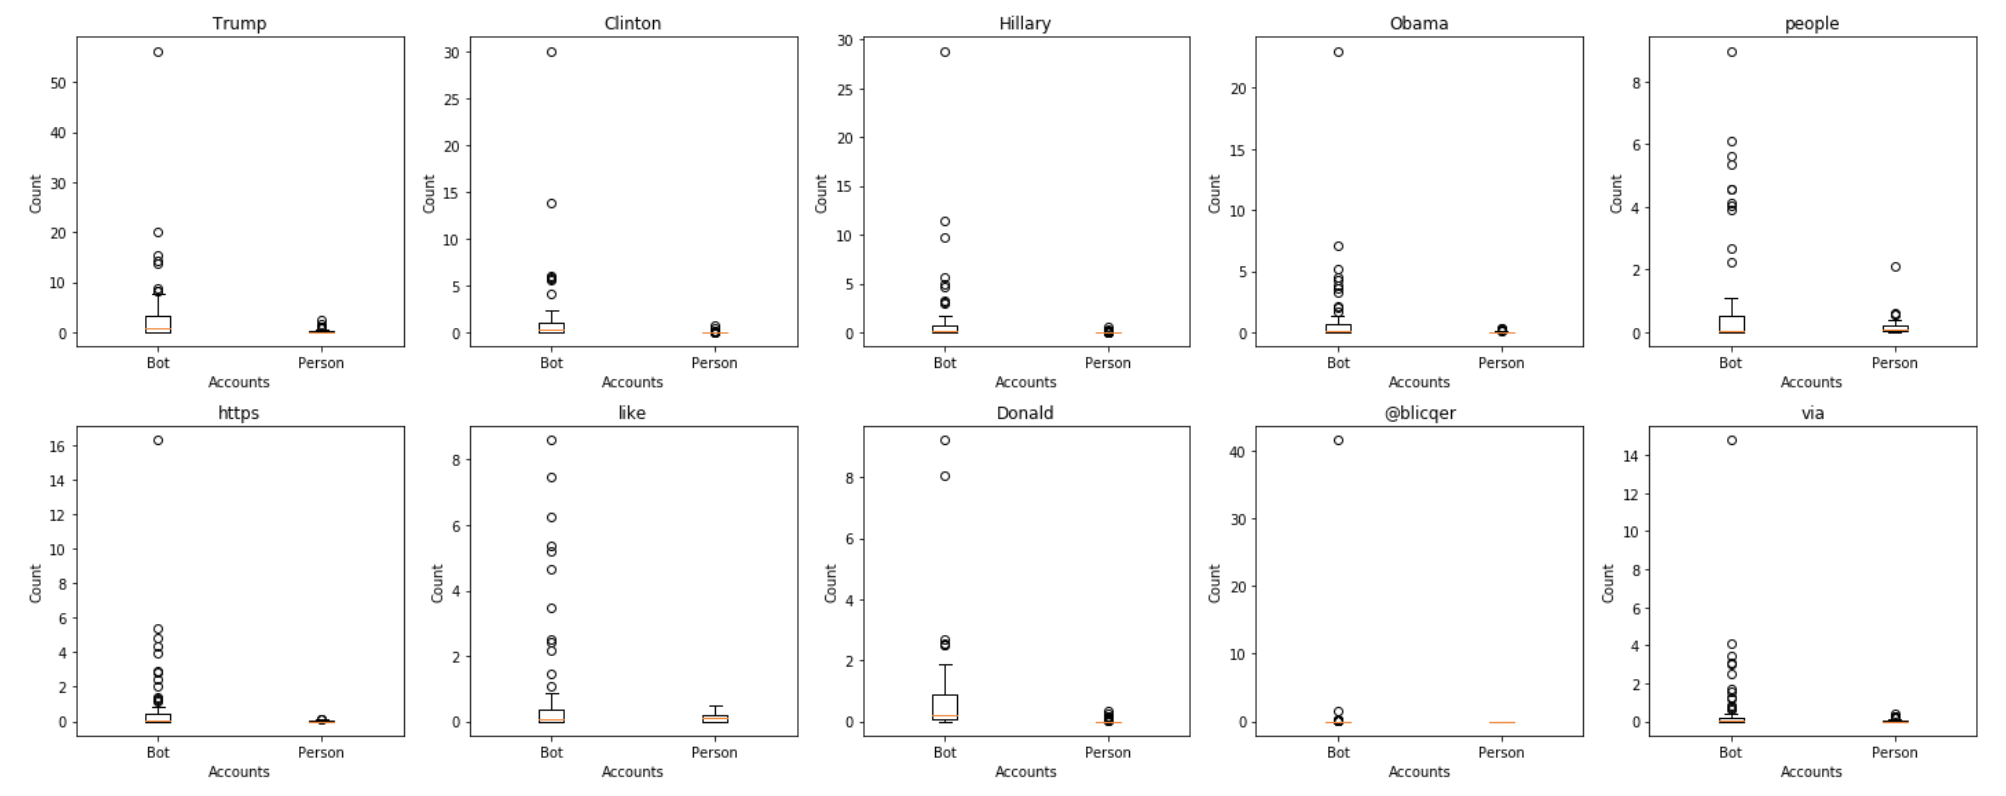 Trump
50
40
30
20
10
0
Count
Bot Person
Accounts
Clinton
30
25
20
15
10
5
0
Count
Bot Person
Accounts
Hillary
30
25
20
15
10
5
0
Count
Bot Person
Accounts
Obama
20
15
10
5
0
Count
Bot Person
Accounts
people
8
6
4
2
0
Count
Bot Person
Accounts
https
16
14
12
10
8
6
4
2
0
Count
Bot Person
Accounts
like
8
6
4
2
0
Count
Bot Person
Accounts
Donald
8
6
4
2
0
Count
Bot Person
Accounts
@blicqer
40
30
20
10
0
Count
Bot Person
Accounts
via
14
12
10
8
6
4
2
0
Count
Bot Person
Accounts